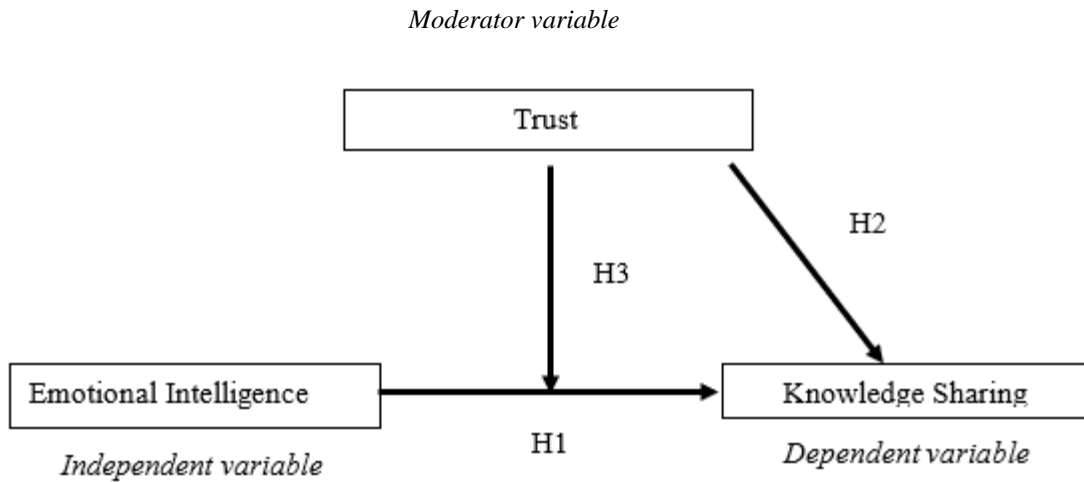 Moderator variable
Trust
H2
H3
Emotional Intelligence
Knowledge Sharing
H1
Independent variable
Dependent variable